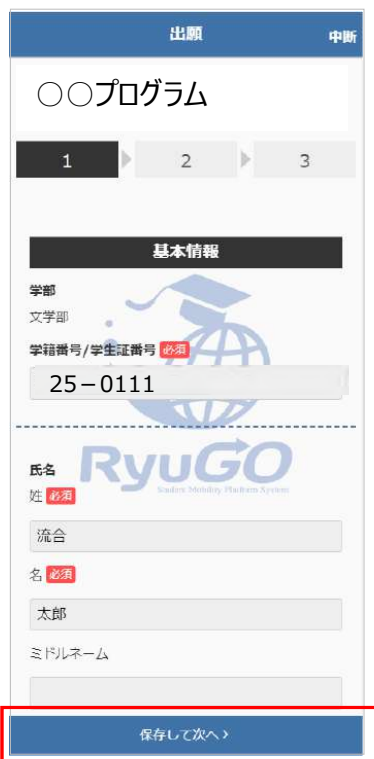 出願 中断
○○プログラム
1 2 3
基本情報
学部
文学部
学籍番号/学生証番号 必須
25－0111
RyuGO
Student Mobility Platform System
氏名
姓 必須
流合
名 必須
太郎
ミドルネーム
保存して次へ ›